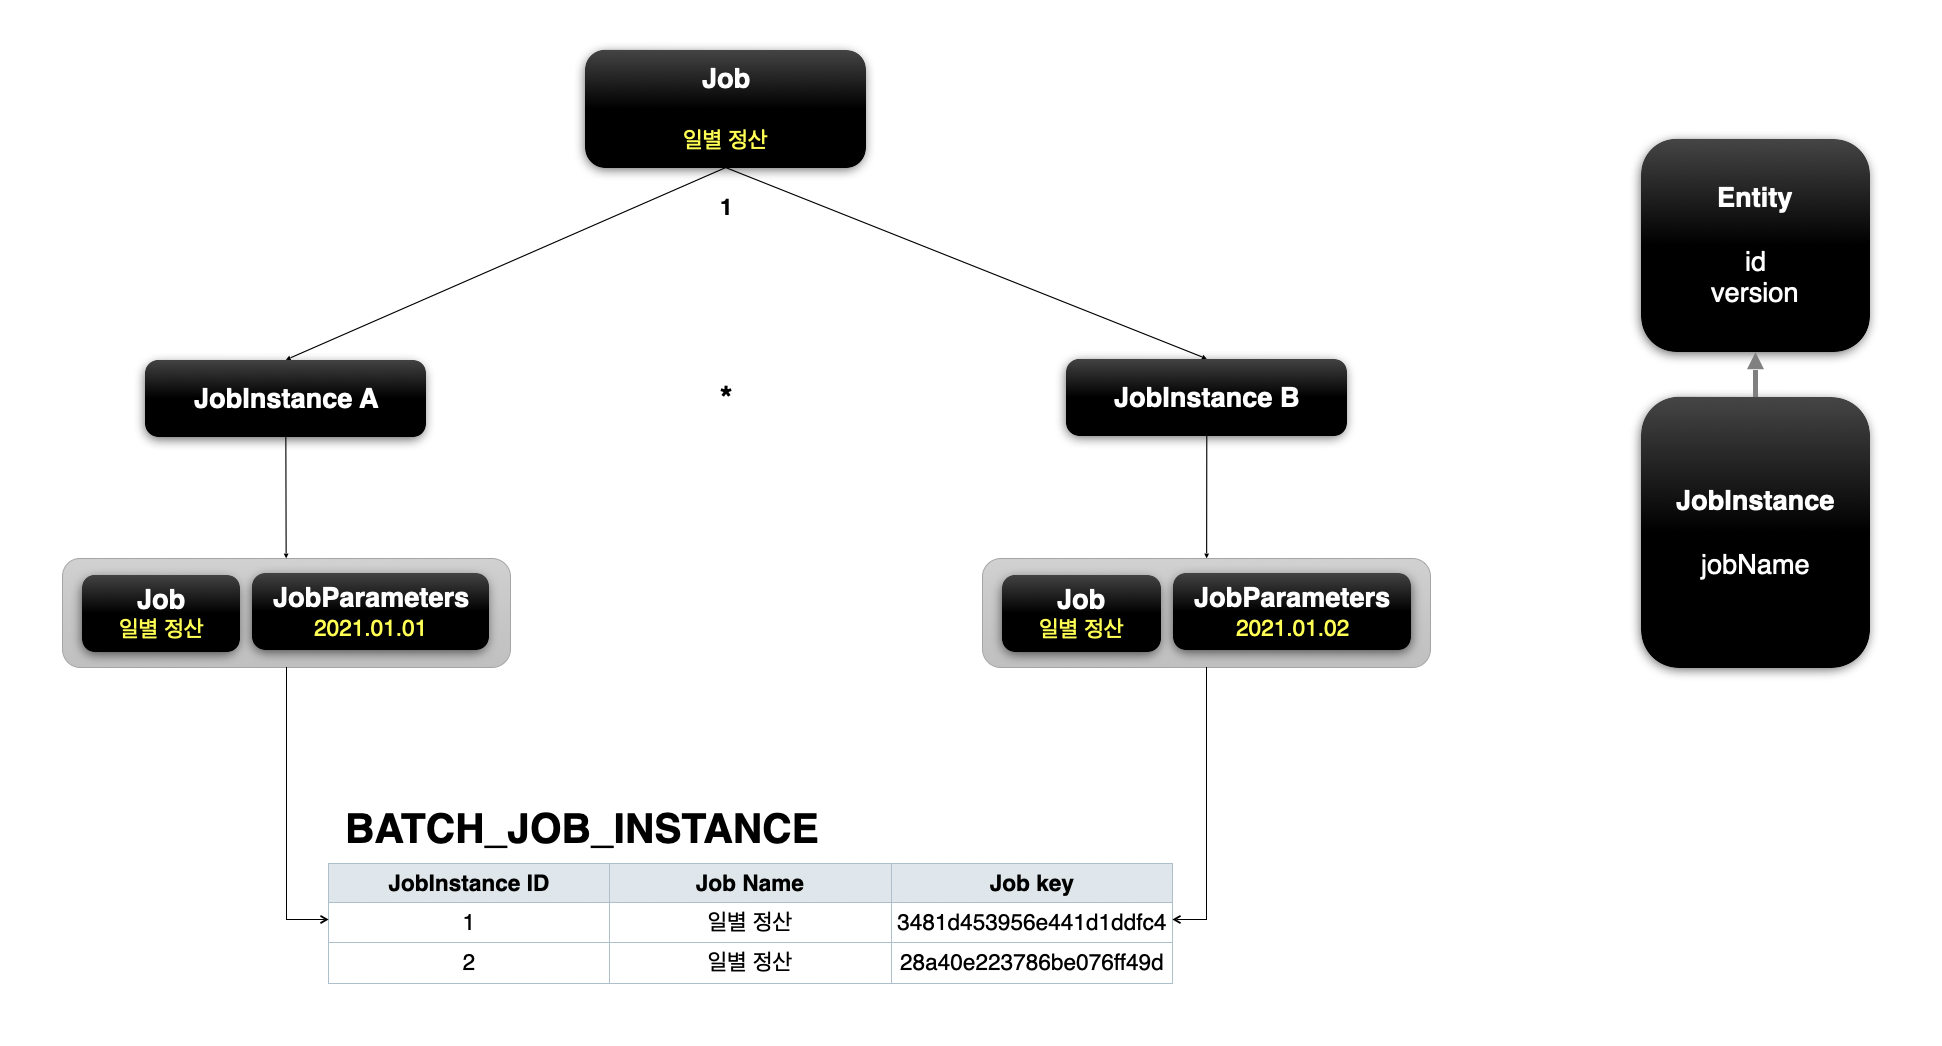 Job
일별 정산
1
JobInstance A
*
JobInstance B
Job
일별 정산
JobParameters
2021.01.01
Job
일별 정산
JobParameters
2021.01.02
Entity
id
version
JobInstance
jobName
BATCH_JOB_INSTANCE
JobInstance ID Job Name Job key
1 일별 정산 3481d453956e441d1ddfc4
2 일별 정산 28a40e223786be076ff49d